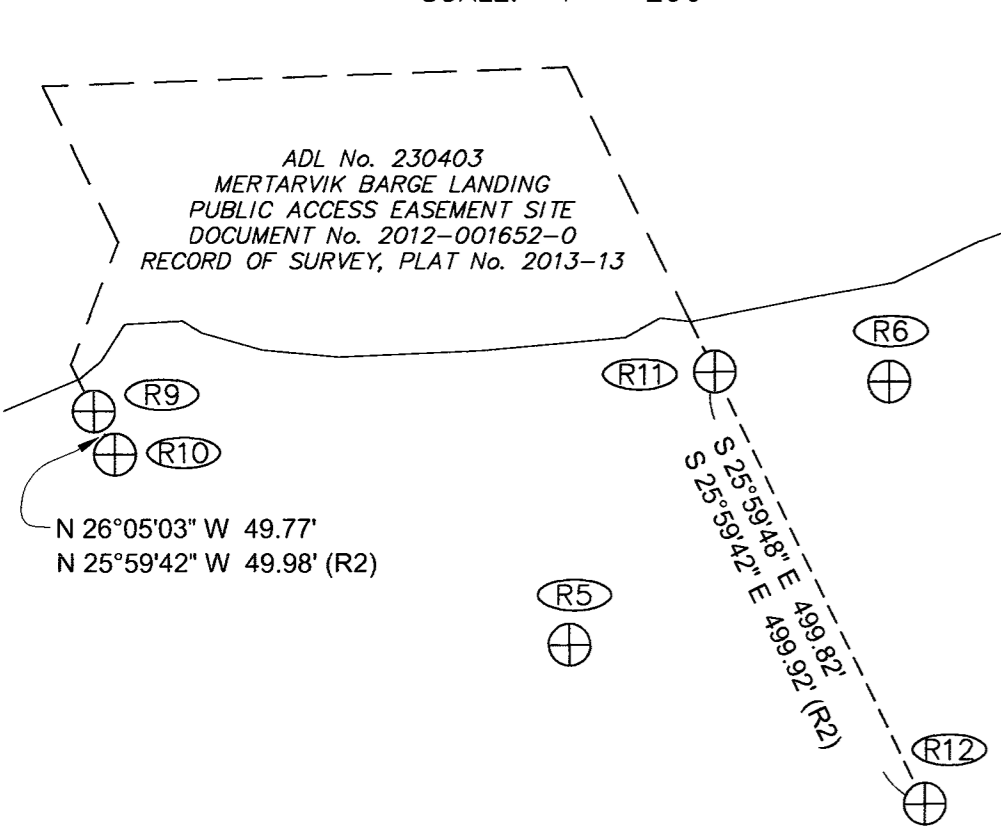 ADL No. 230403
MERTARVIK BARGE LANDING
PUBLIC ACCESS EASEMENT SITE
DOCUMENT No. 2012-001652-0
RECORD OF SURVEY, PLAT No. 2013-13
R6
R11
R9
R10
S 25°59'48" E 499.82'
S 25°59'42" E 499.92' (R2)
N 26°05'03" W 49.77'
N 25°59'42" W 49.98' (R2)
R5
R12